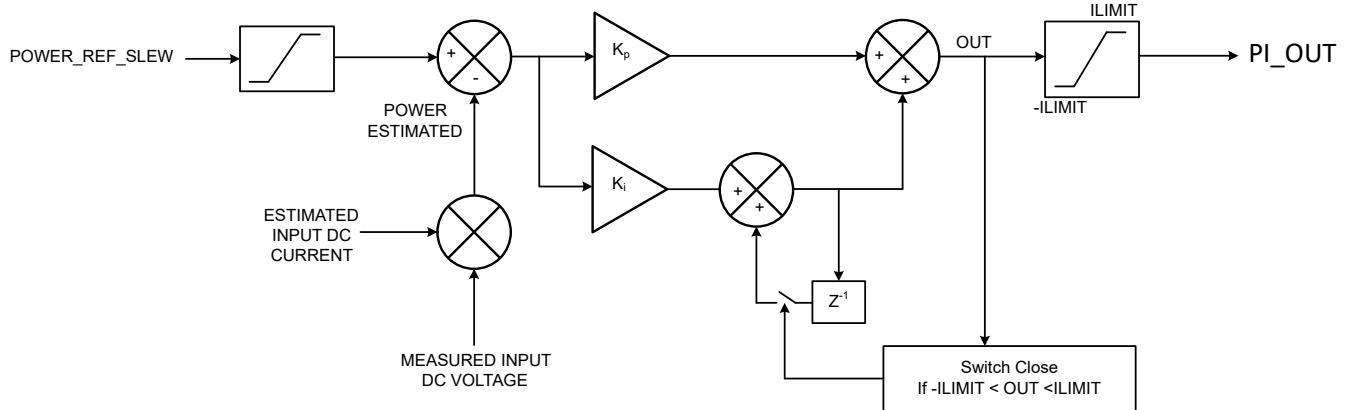 ILIMIT
POWER_REF_SLEW
+
-
Kp
+
+
OUT
PI_OUT
-ILIMIT
POWER
ESTIMATED
Ki
+
+
ESTIMATED
INPUT DC
CURRENT
Z-1
MEASURED INPUT
DC VOLTAGE
Switch Close
If -ILIMIT < OUT <ILIMIT